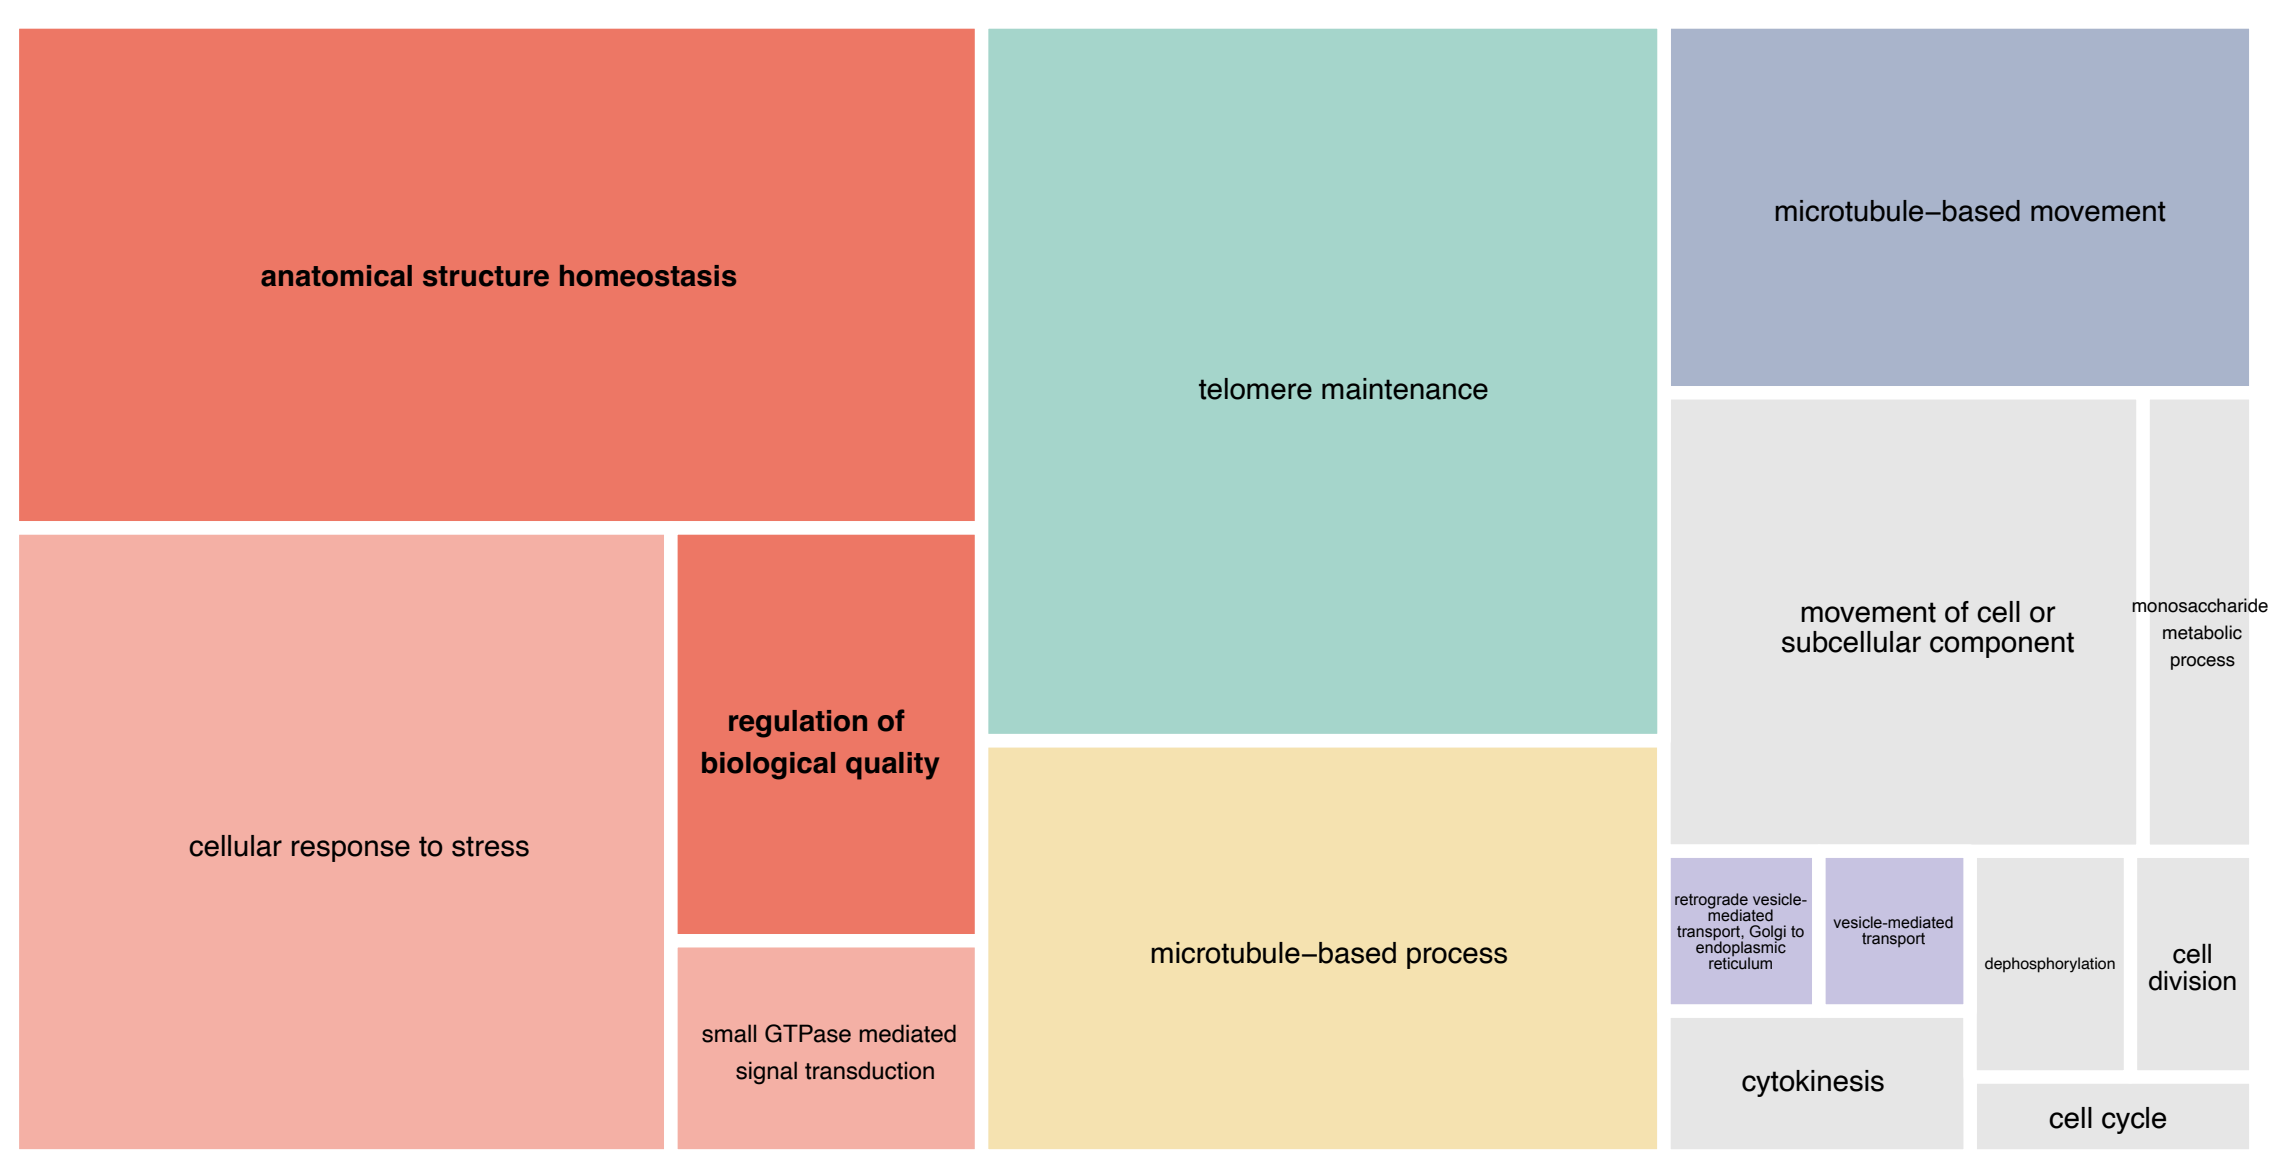 anatomical structure homeostasis
cellular response to stress
regulation of
biological quality
small GTPase mediated
signal transduction
telomere maintenance
microtubule−based process
microtubule−based movement
movement of cell or
subcellular component
monosaccharide
metabolic
process
retrograde vesicle-
mediated
transport, Golgi to
endoplasmic
reticulum
vesicle-mediated
transport
dephosphorylation
cell
division
cytokinesis
cell cycle